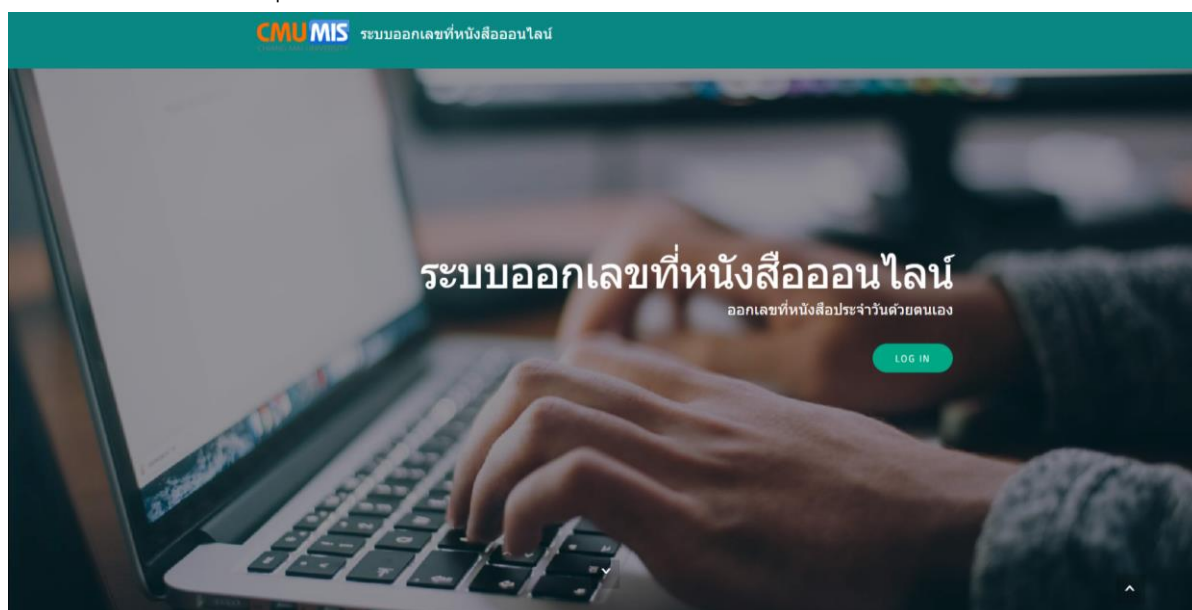 CMU MIS ระบบออกเลขที่หนังสือออนไลน์
CHIANG MAI UNIVERSITY
ระบบออกเลขที่หนังสือออนไลน์
ออกเลขที่หนังสือประจำวันด้วยตนเอง
LOG IN